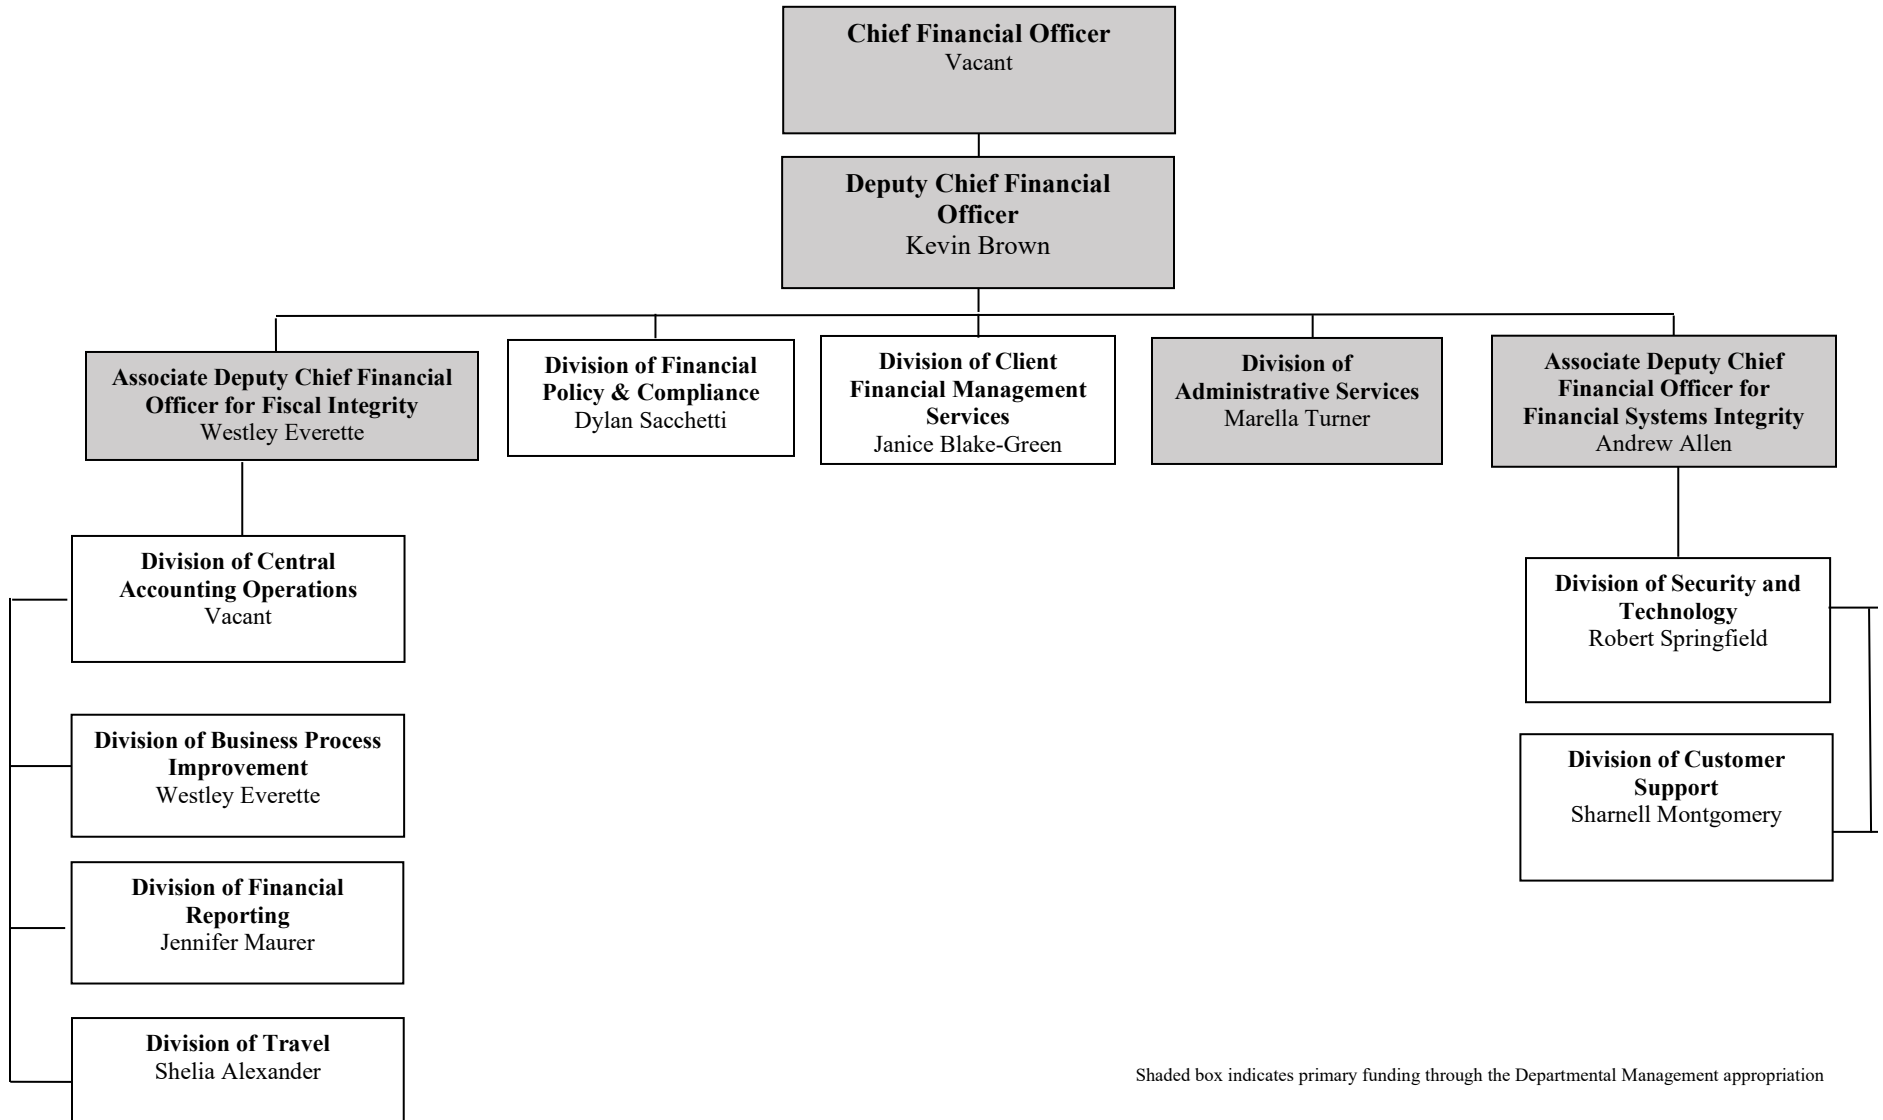 Chief Financial Officer
Vacant
Deputy Chief Financial
Officer
Kevin Brown
Associate Deputy Chief Financial
Officer for Fiscal Integrity
Westley Everette
Division of Financial
Policy & Compliance
Dylan Sacchetti
Division of Client
Financial Management
Services
Janice Blake-Green
Division of
Administrative Services
Marella Turner
Associate Deputy Chief
Financial Officer for
Financial Systems Integrity
Andrew Allen
Division of Central
Accounting Operations
Vacant
Division of Business Process
Improvement
Westley Everette
Division of Financial
Reporting
Jennifer Maurer
Division of Travel
Shelia Alexander
Division of Security and
Technology
Robert Springfield
Division of Customer
Support
Sharnell Montgomery
Shaded box indicates primary funding through the Departmental Management appropriation